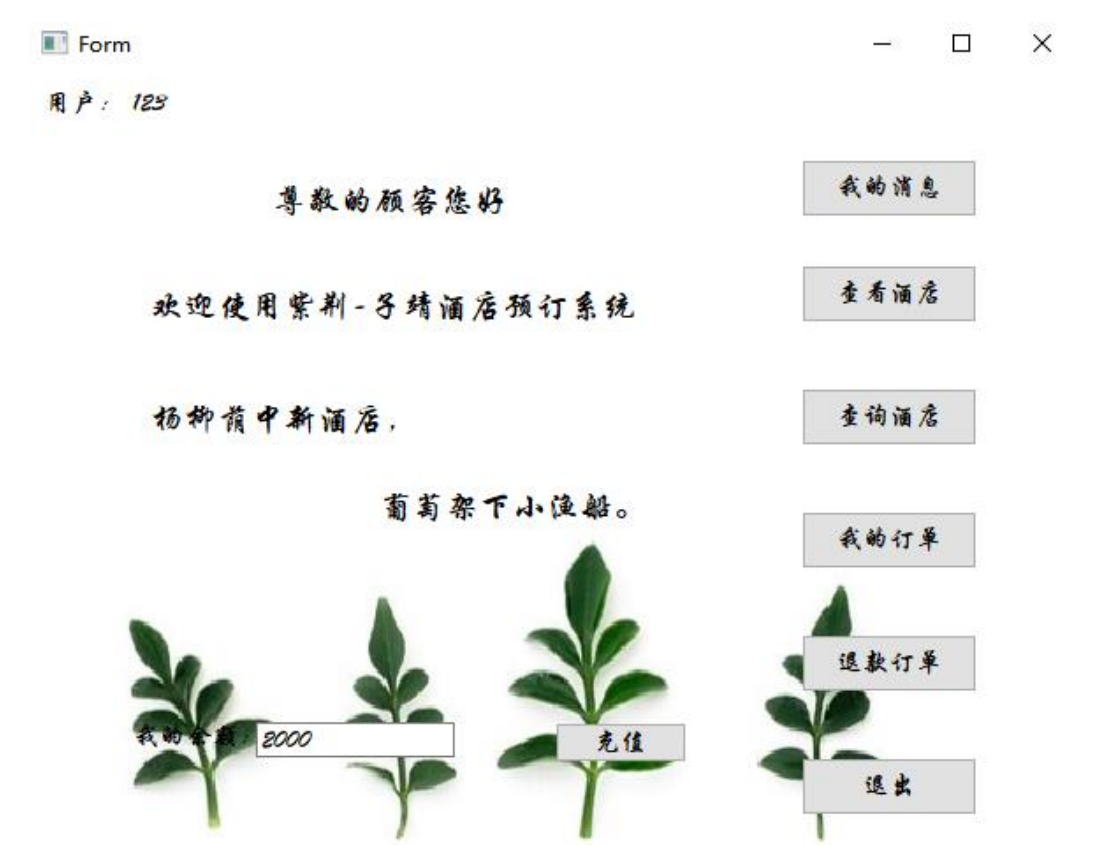 Form
用户： 123
尊敬的顾客您好
我的消息
欢迎使用紫荆-子靖酒店预订系统
查看酒店
杨柳荫中新酒店，
查询酒店
葡萄架下小渔船。
我的订单
退款订单
我的余额： 2000
充值
退出